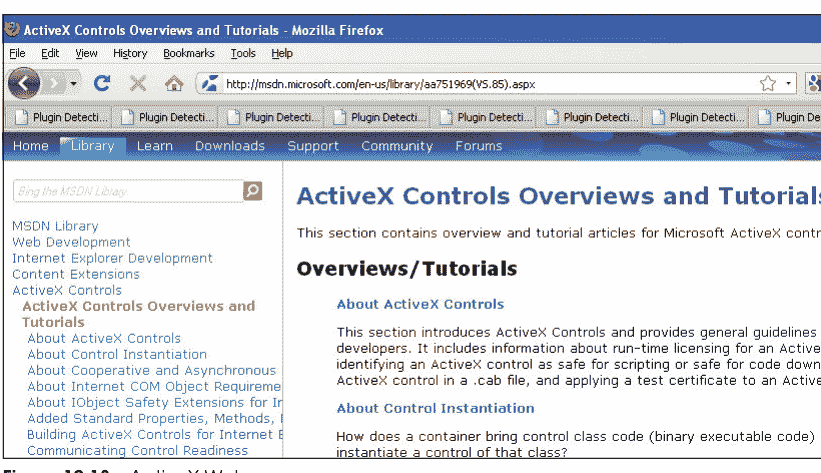 ActiveX Controls Overviews and Tutorials - Mozilla Firefox
File Edit View History Bookmarks Tools Help
http://msdn.microsoft.com/en-us/library/aa751969(VS.85).aspx
Plugin Detecti... Plugin Detecti... Plugin Detecti... Plugin Detecti... Plugin Detecti... Plugin Detecti... Plugin Detecti... Plugin De
Home Library Learn Downloads Support Community Forums
Bing the MSDN Library
MSDN Library
Web Development
Internet Explorer Development
Content Extensions
ActiveX Controls
ActiveX Controls Overviews and
Tutorials
About ActiveX Controls
About Control Instantiation
About Cooperative and Asynchronous
About Internet COM Object Requireme
About IObject Safety Extensions for Ir
Added Standard Properties, Methods,
Building ActiveX Controls for Internet E
Communicating Control Readiness
ActiveX Controls Overviews and Tutorials
This section contains overview and tutorial articles for Microsoft ActiveX contr
Overviews/Tutorials
About ActiveX Controls
This section introduces ActiveX Controls and provides general guidelines
developers. It includes information about run-time licensing for an Active
identifying an ActiveX control as safe for scripting or safe for code down
ActiveX control in a .cab file, and applying a test certificate to an Active
About Control Instantiation
How does a container bring control class code (binary executable code)
instantiate a control of that class?